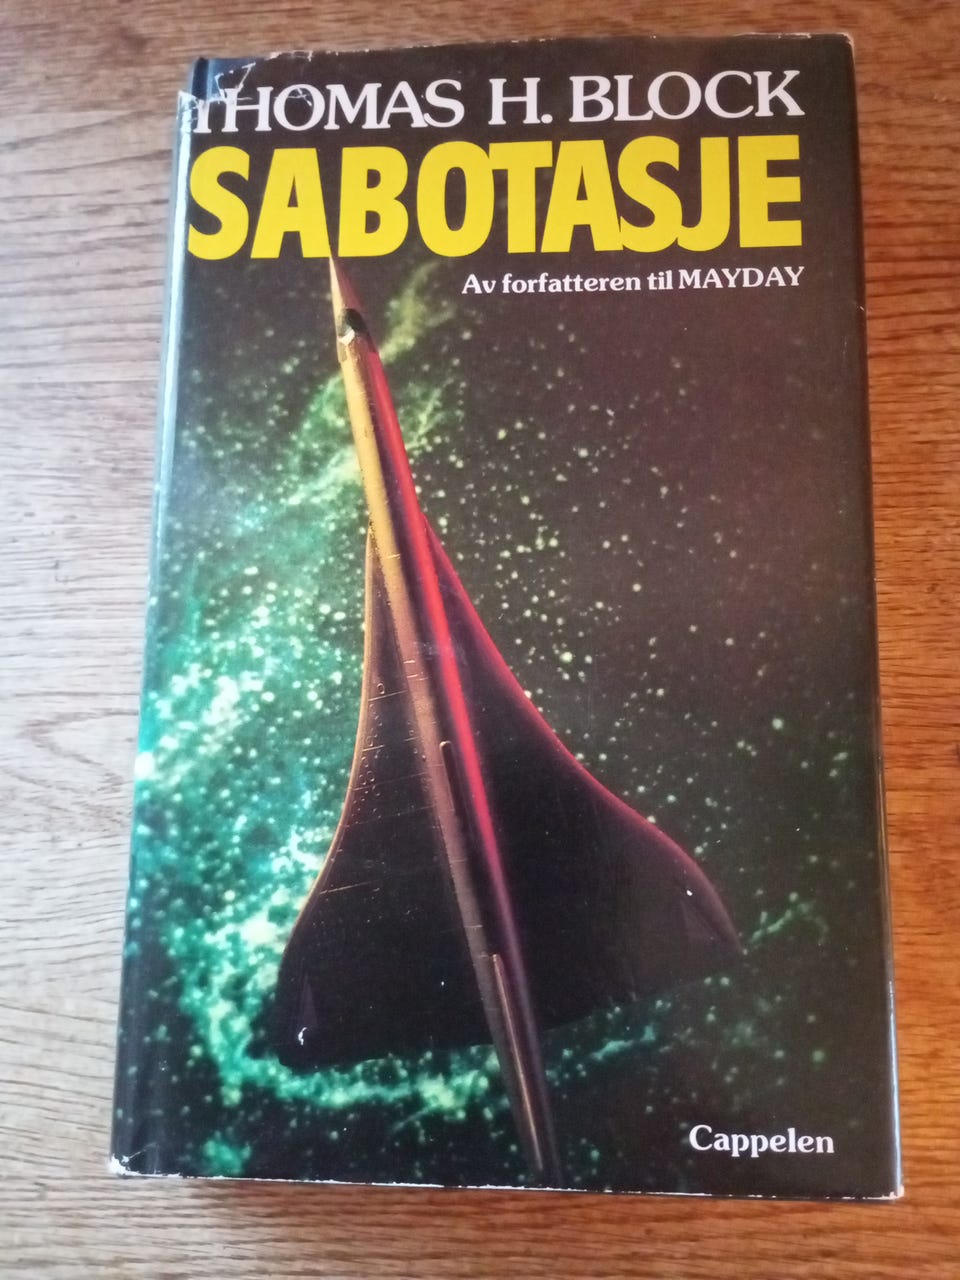 THOMAS H. BLOCK
SABOTASJE
Av forfatteren til MAYDAY
Cappelen